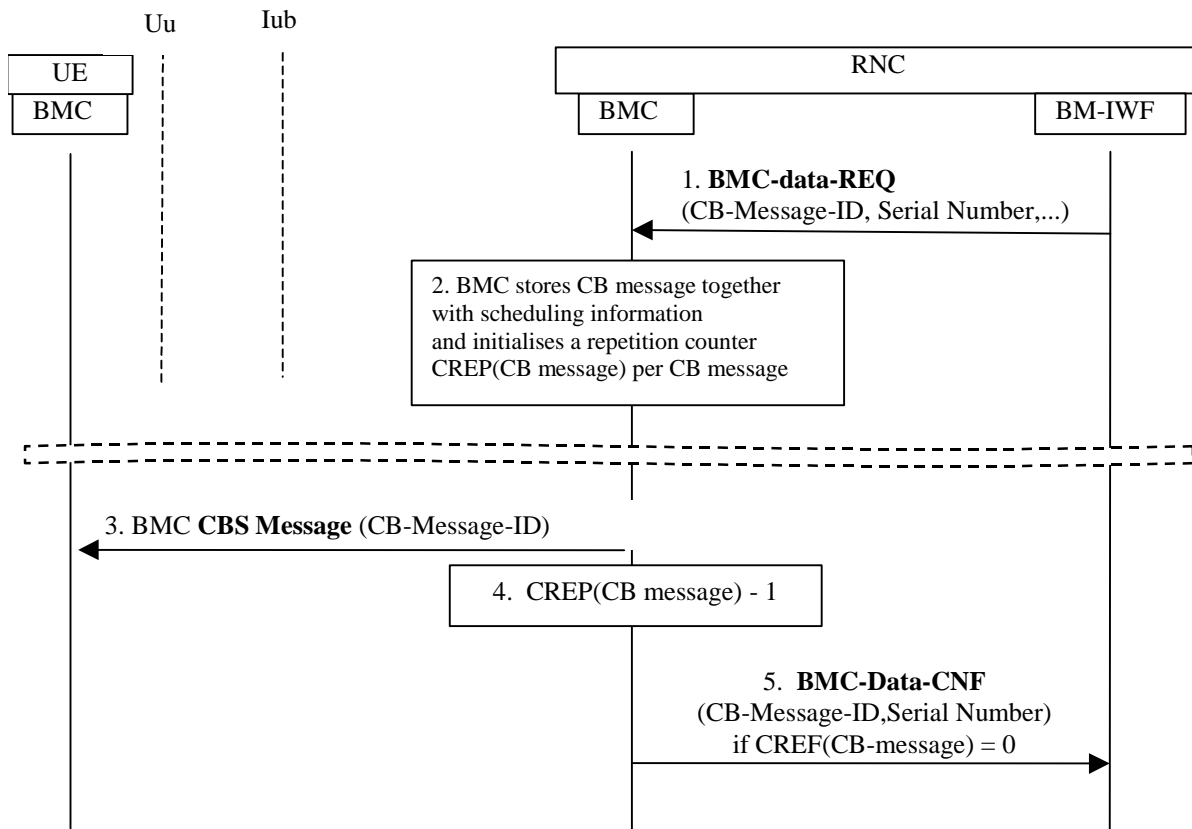 Uu
Iub
UE
RNC
BMC
BMC
BM-IWF
1. BMC-data-REQ
(CB-Message-ID, Serial Number,...)
2. BMC stores CB message together
with scheduling information
and initialises a repetition counter
CREP(CB message) per CB message
3. BMC CBS Message (CB-Message-ID)
4. CREP(CB message) - 1
5. BMC-Data-CNF
(CB-Message-ID,Serial Number)
if CREF(CB-message) = 0